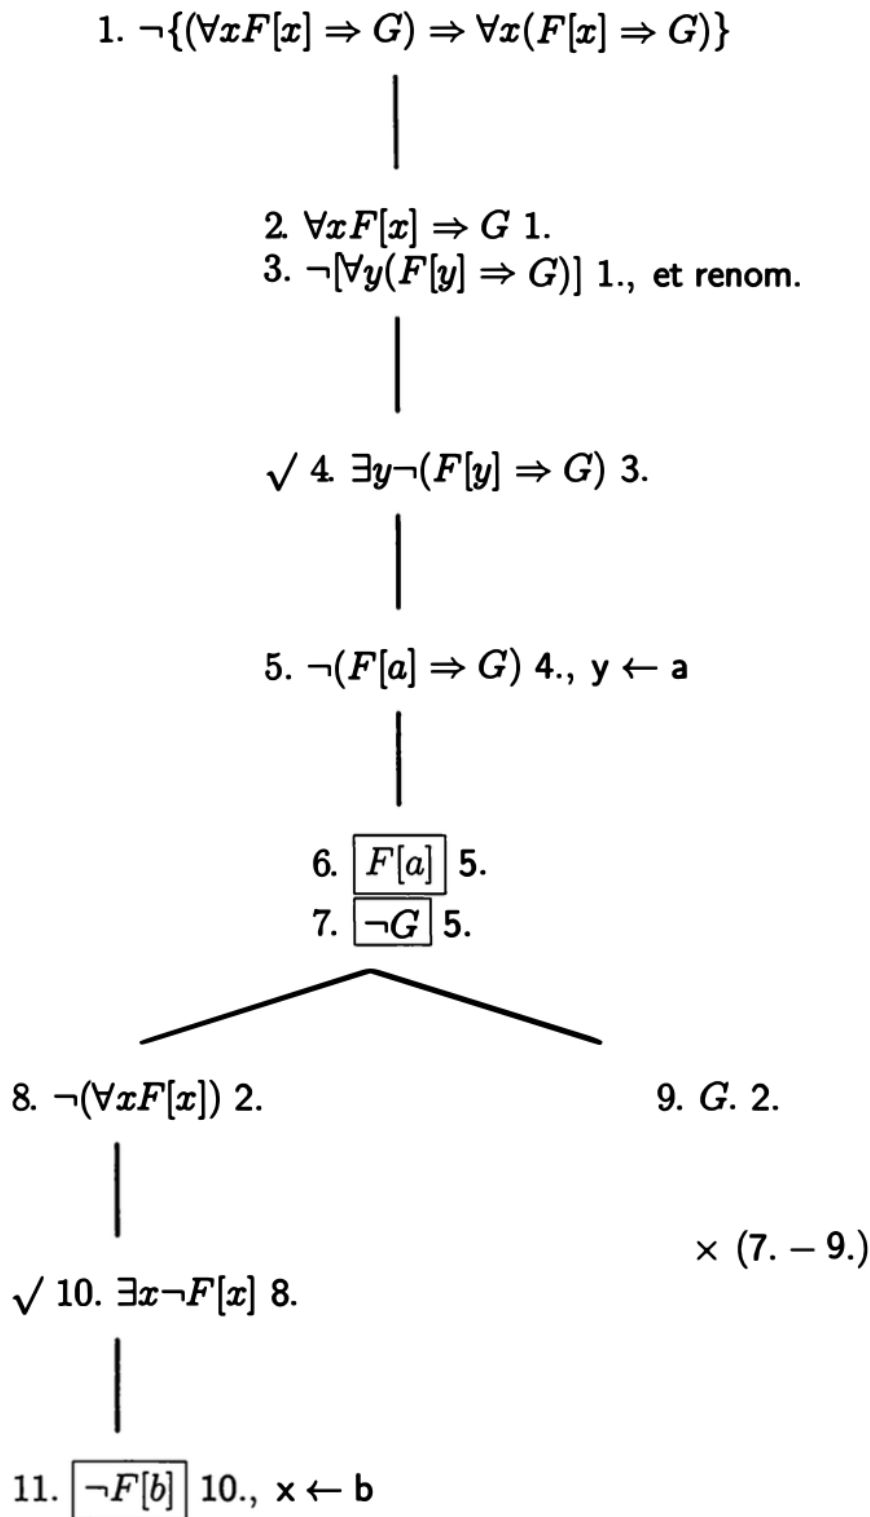 1. ¬{(∀xF[x] ⇒ G) ⇒ ∀x(F[x] ⇒ G)}
2. ∀xF[x] ⇒ G 1.
3. ¬[∀y(F[y] ⇒ G)] 1., et renom.
√ 4. ∃y¬(F[y] ⇒ G) 3.
5. ¬(F[a] ⇒ G) 4., y ← a
6. F[a] 5.
7. ¬G 5.
8. ¬(∀xF[x]) 2.
9. G. 2.
× (7. – 9.)
√ 10. ∃x¬F[x] 8.
11. ¬F[b] 10., x ← b